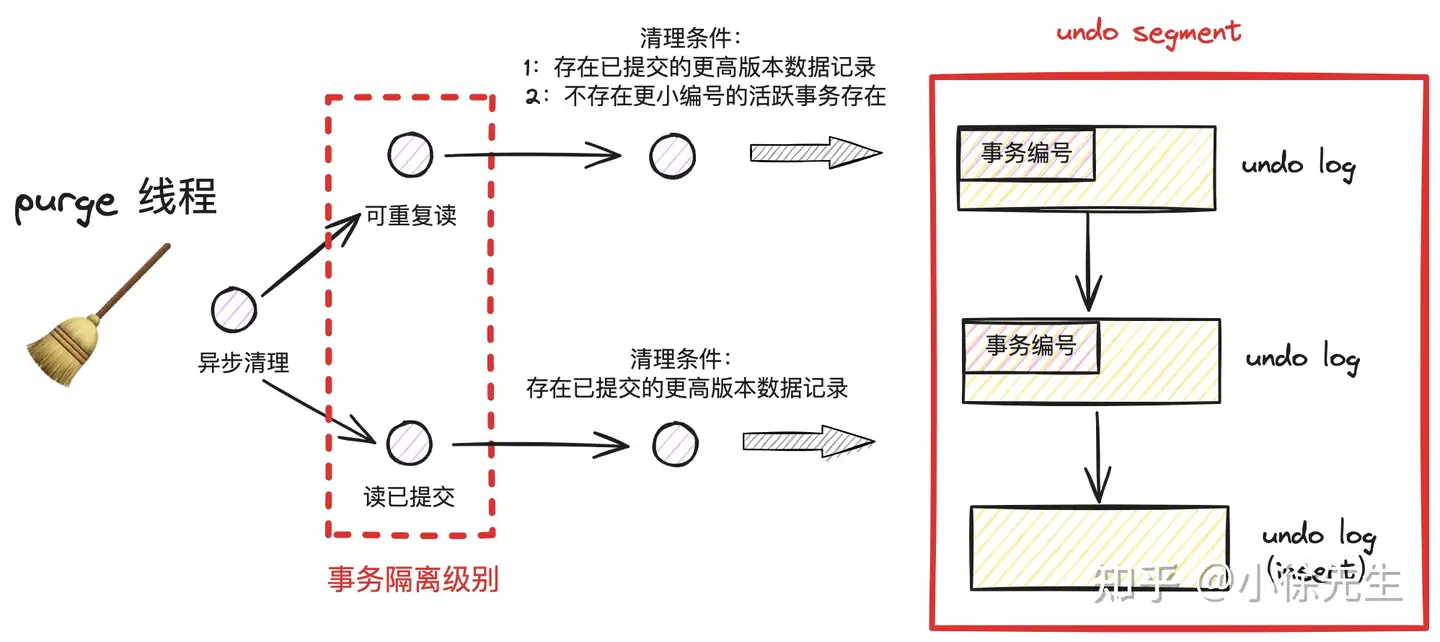 purge 线程
异步清理
可重复读
读已提交
事务隔离级别
清理条件:
1: 存在已提交的更高版本数据记录
2: 不存在更小编号的活跃事务存在
清理条件:
存在已提交的更高版本数据记录
undo segment
事务编号
undo log
事务编号
undo log
undo log
(insert)
知乎 @小徐先生